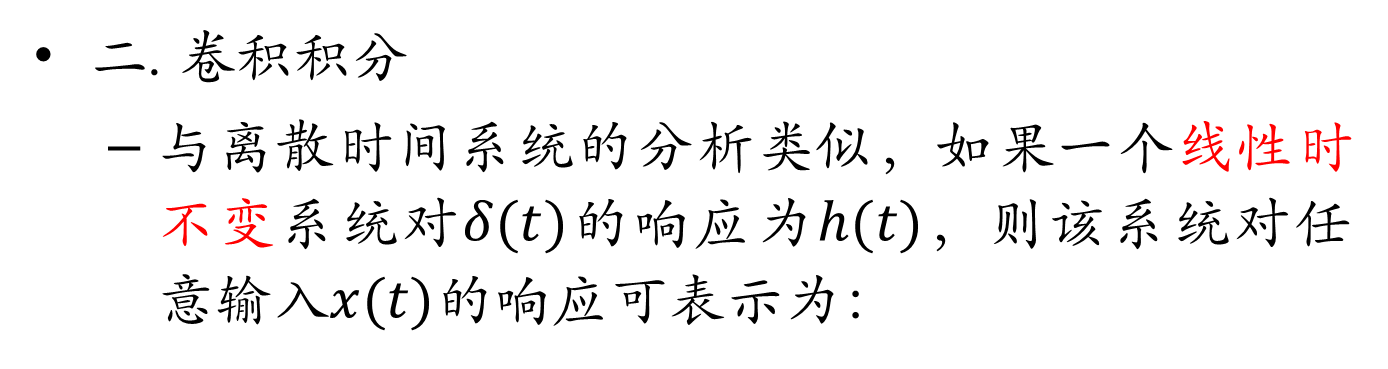 • 二. 卷积积分
– 与离散时间系统的分析类似，如果一个线性时
不变系统对δ(t)的响应为h(t)，则该系统对任
意输入x(t)的响应可表示为：